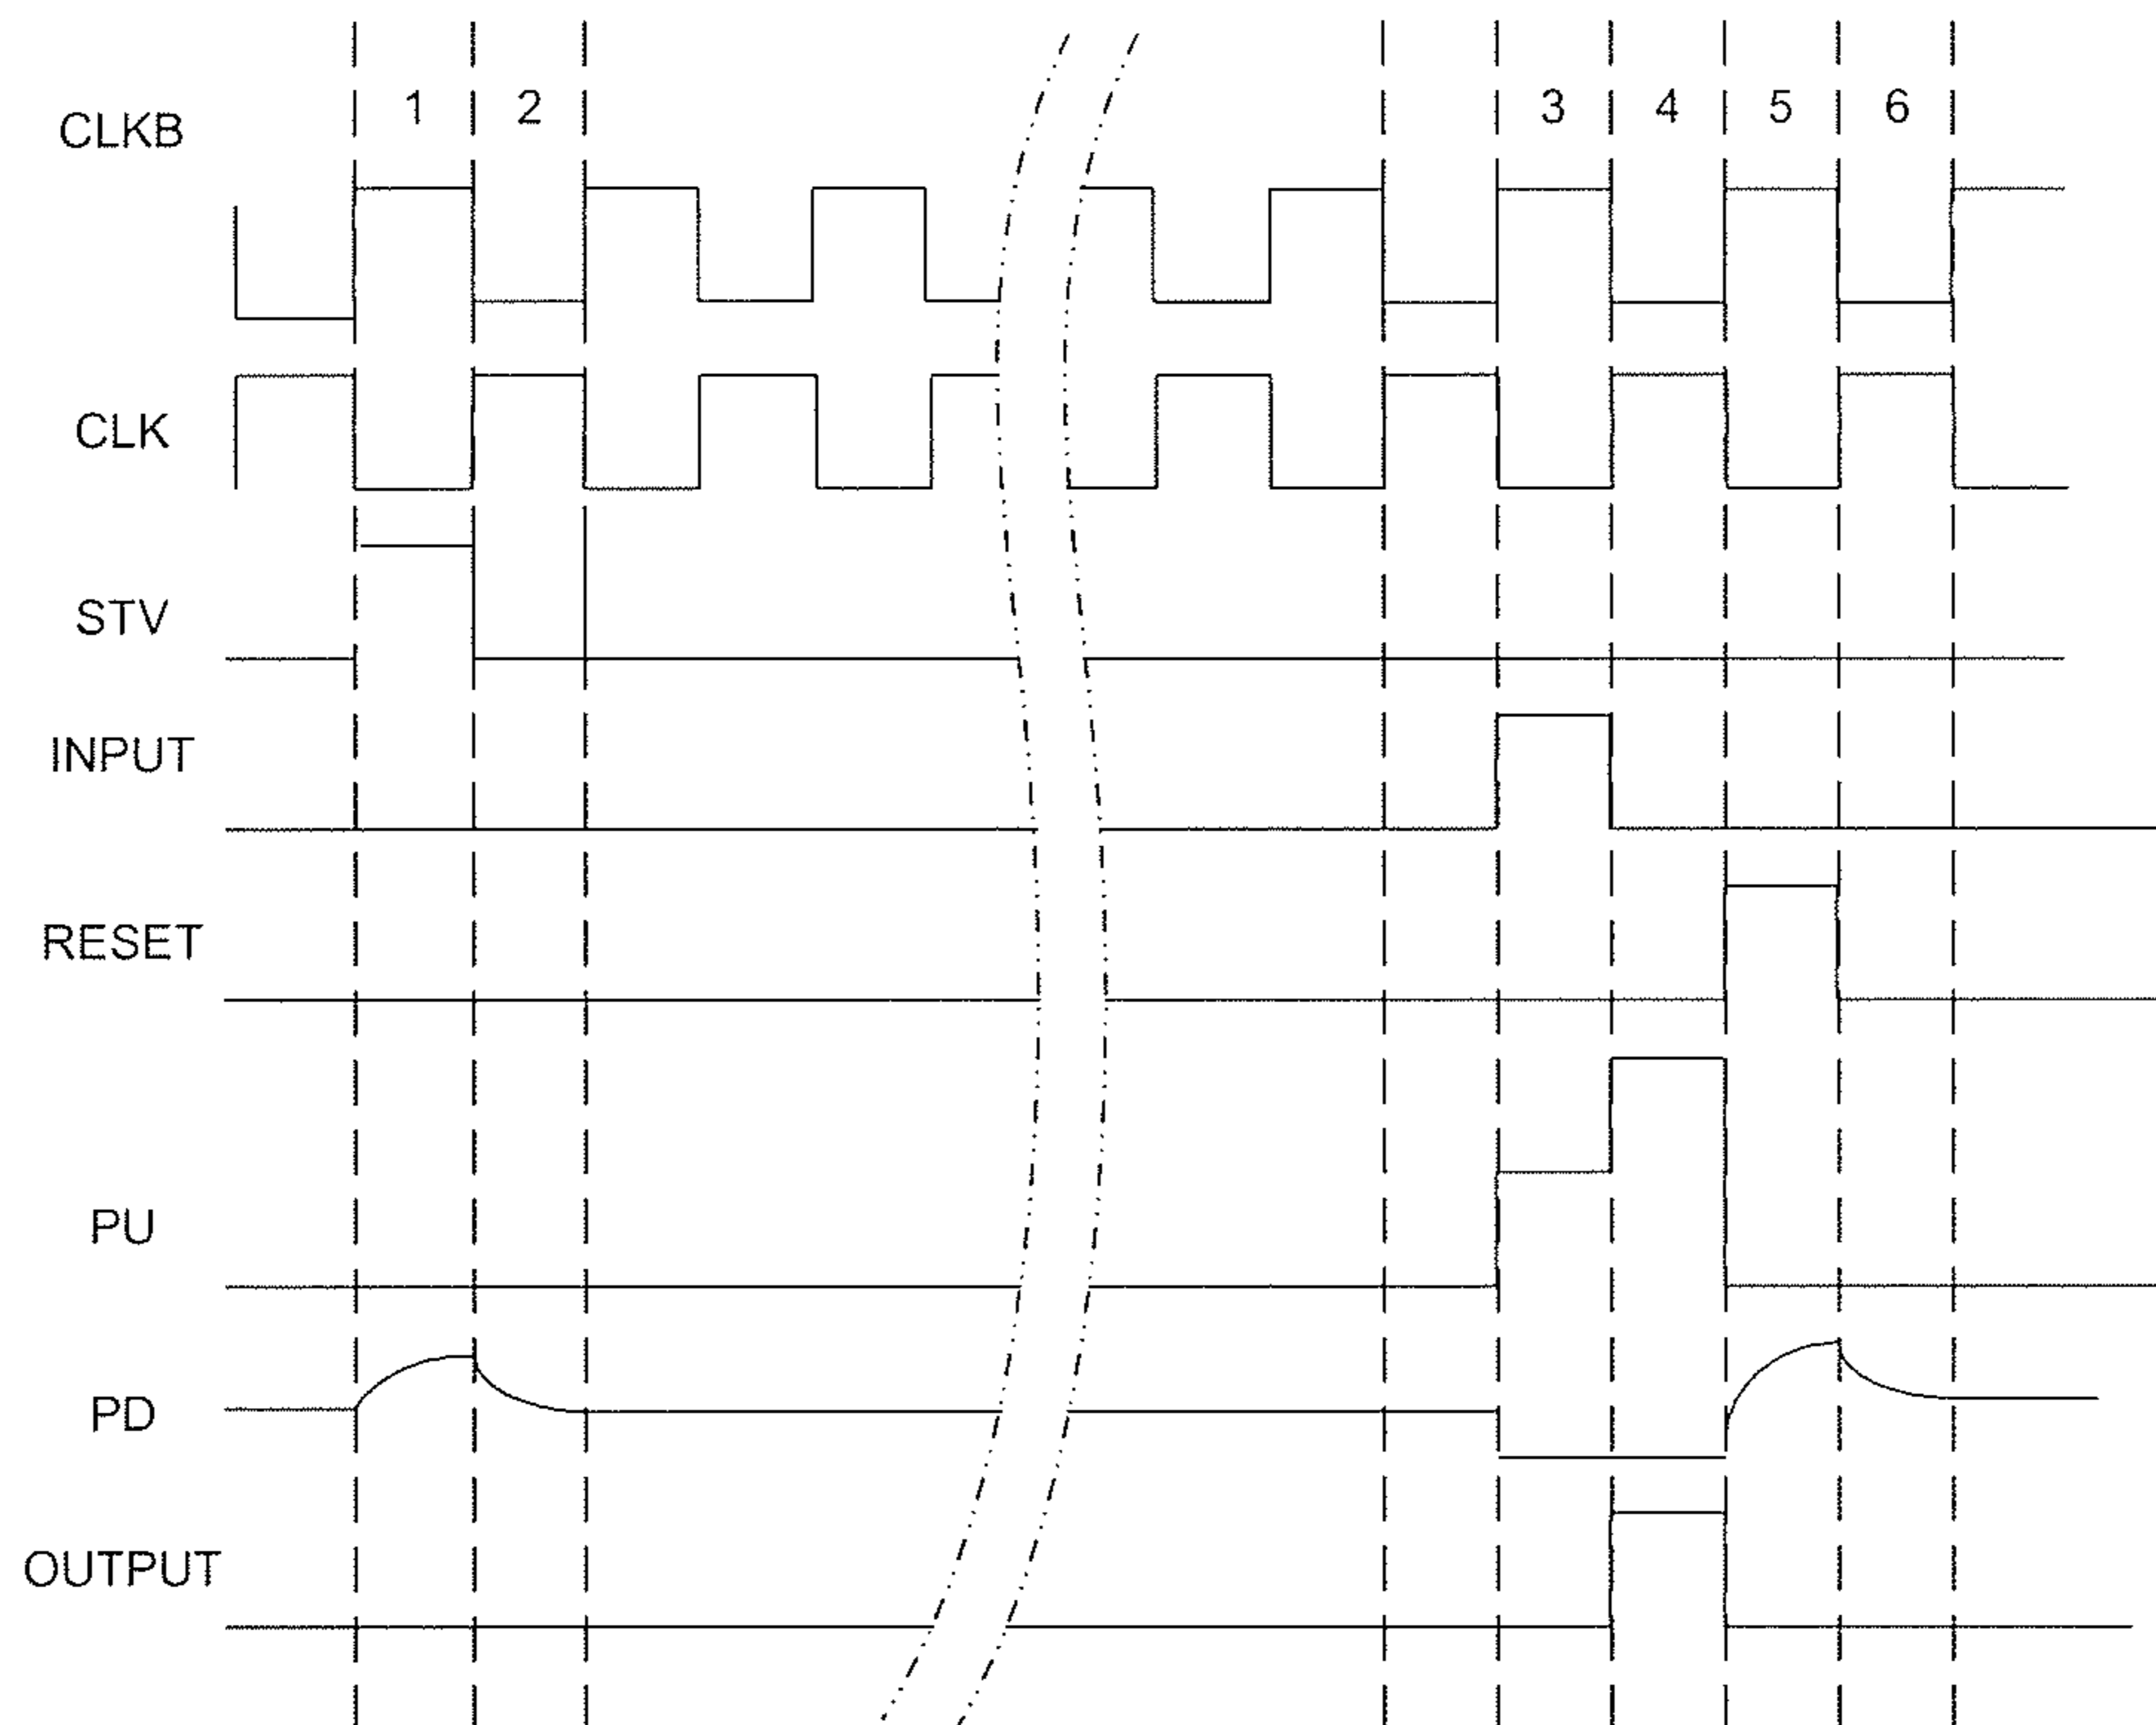 1 2 3 4 5 6
CLKB
CLK
STV
INPUT
RESET
PU
PD
OUTPUT